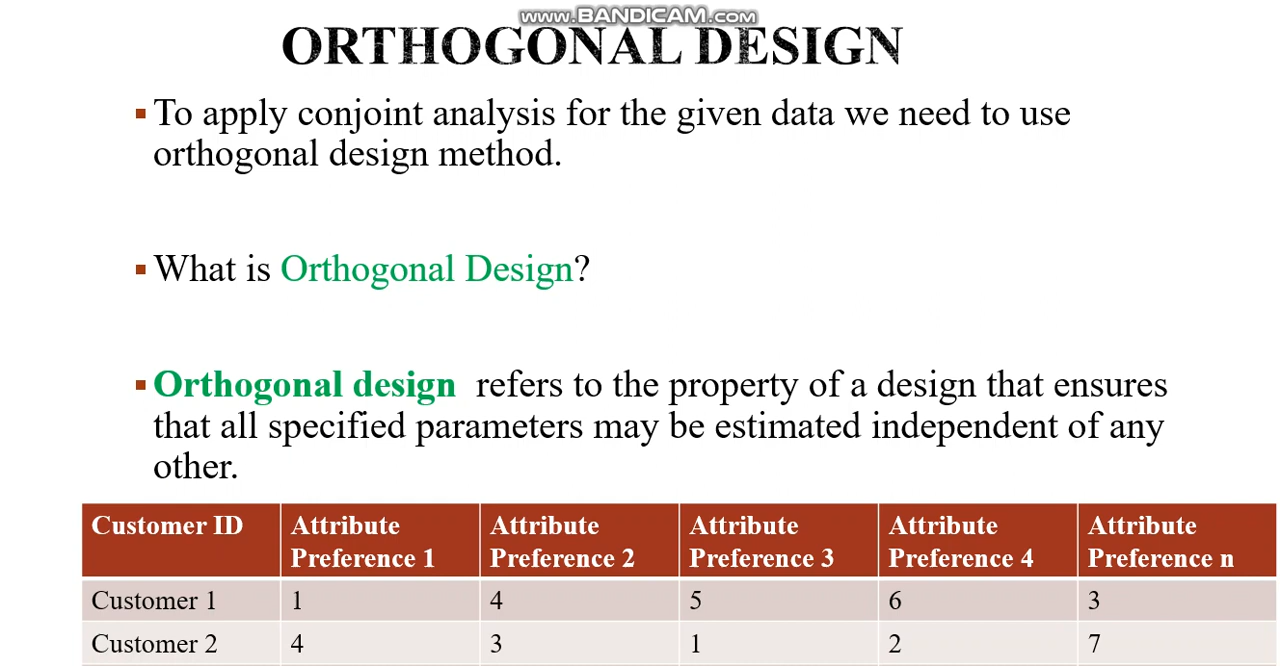 www.BANDICAM.com
ORTHOGONAL DESIGN
▪ To apply conjoint analysis for the given data we need to use
orthogonal design method.
▪ What is Orthogonal Design?
▪ Orthogonal design refers to the property of a design that ensures
that all specified parameters may be estimated independent of any
other.
Customer ID Attribute Preference 1 Attribute Preference 2 Attribute Preference 3 Attribute Preference 4 Attribute Preference n
Customer 1 1 4 5 6 3
Customer 2 4 3 1 2 7